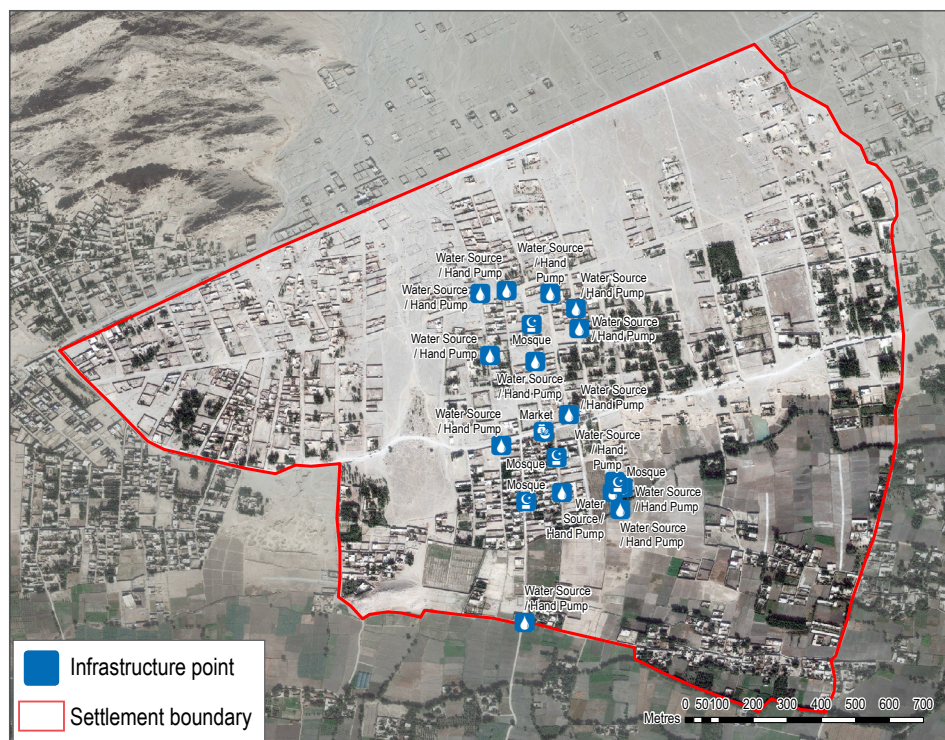 Water Source
/ Hand Pump
Water Source
/ Hand
Pump
Water Source
/ Hand Pump
Water Source
/ Hand Pump
Mosque
Water Source
/ Hand Pump
Water Source
/ Hand Pump
Water Source
/ Hand Pump
Water Source
/ Hand Pump
Water Source
/ Hand Pump
Market
Water Source
/ Hand
Pump
Mosque
Mosque
Mosque
Water Source
/ Hand Pump
Water
Source /
Hand Pump
Water Source
/ Hand Pump
Water Source
/ Hand Pump
Infrastructure point
Settlement boundary
Metres
0 50 100 200 300 400 500 600 700